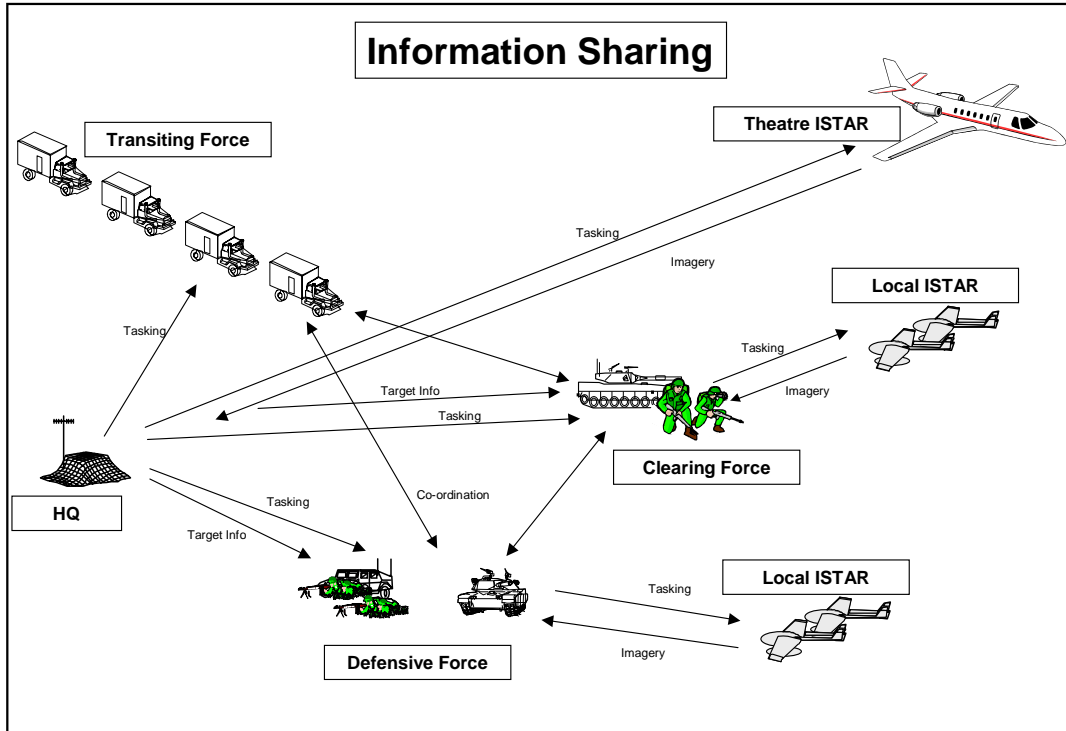 Information Sharing
Transiting Force
Theatre ISTAR
Tasking
Imagery
Local ISTAR
Tasking
Tasking
Imagery
Target Info
Tasking
Clearing Force
HQ
Co-ordination
Tasking
Target Info
Local ISTAR
Tasking
Imagery
Defensive Force